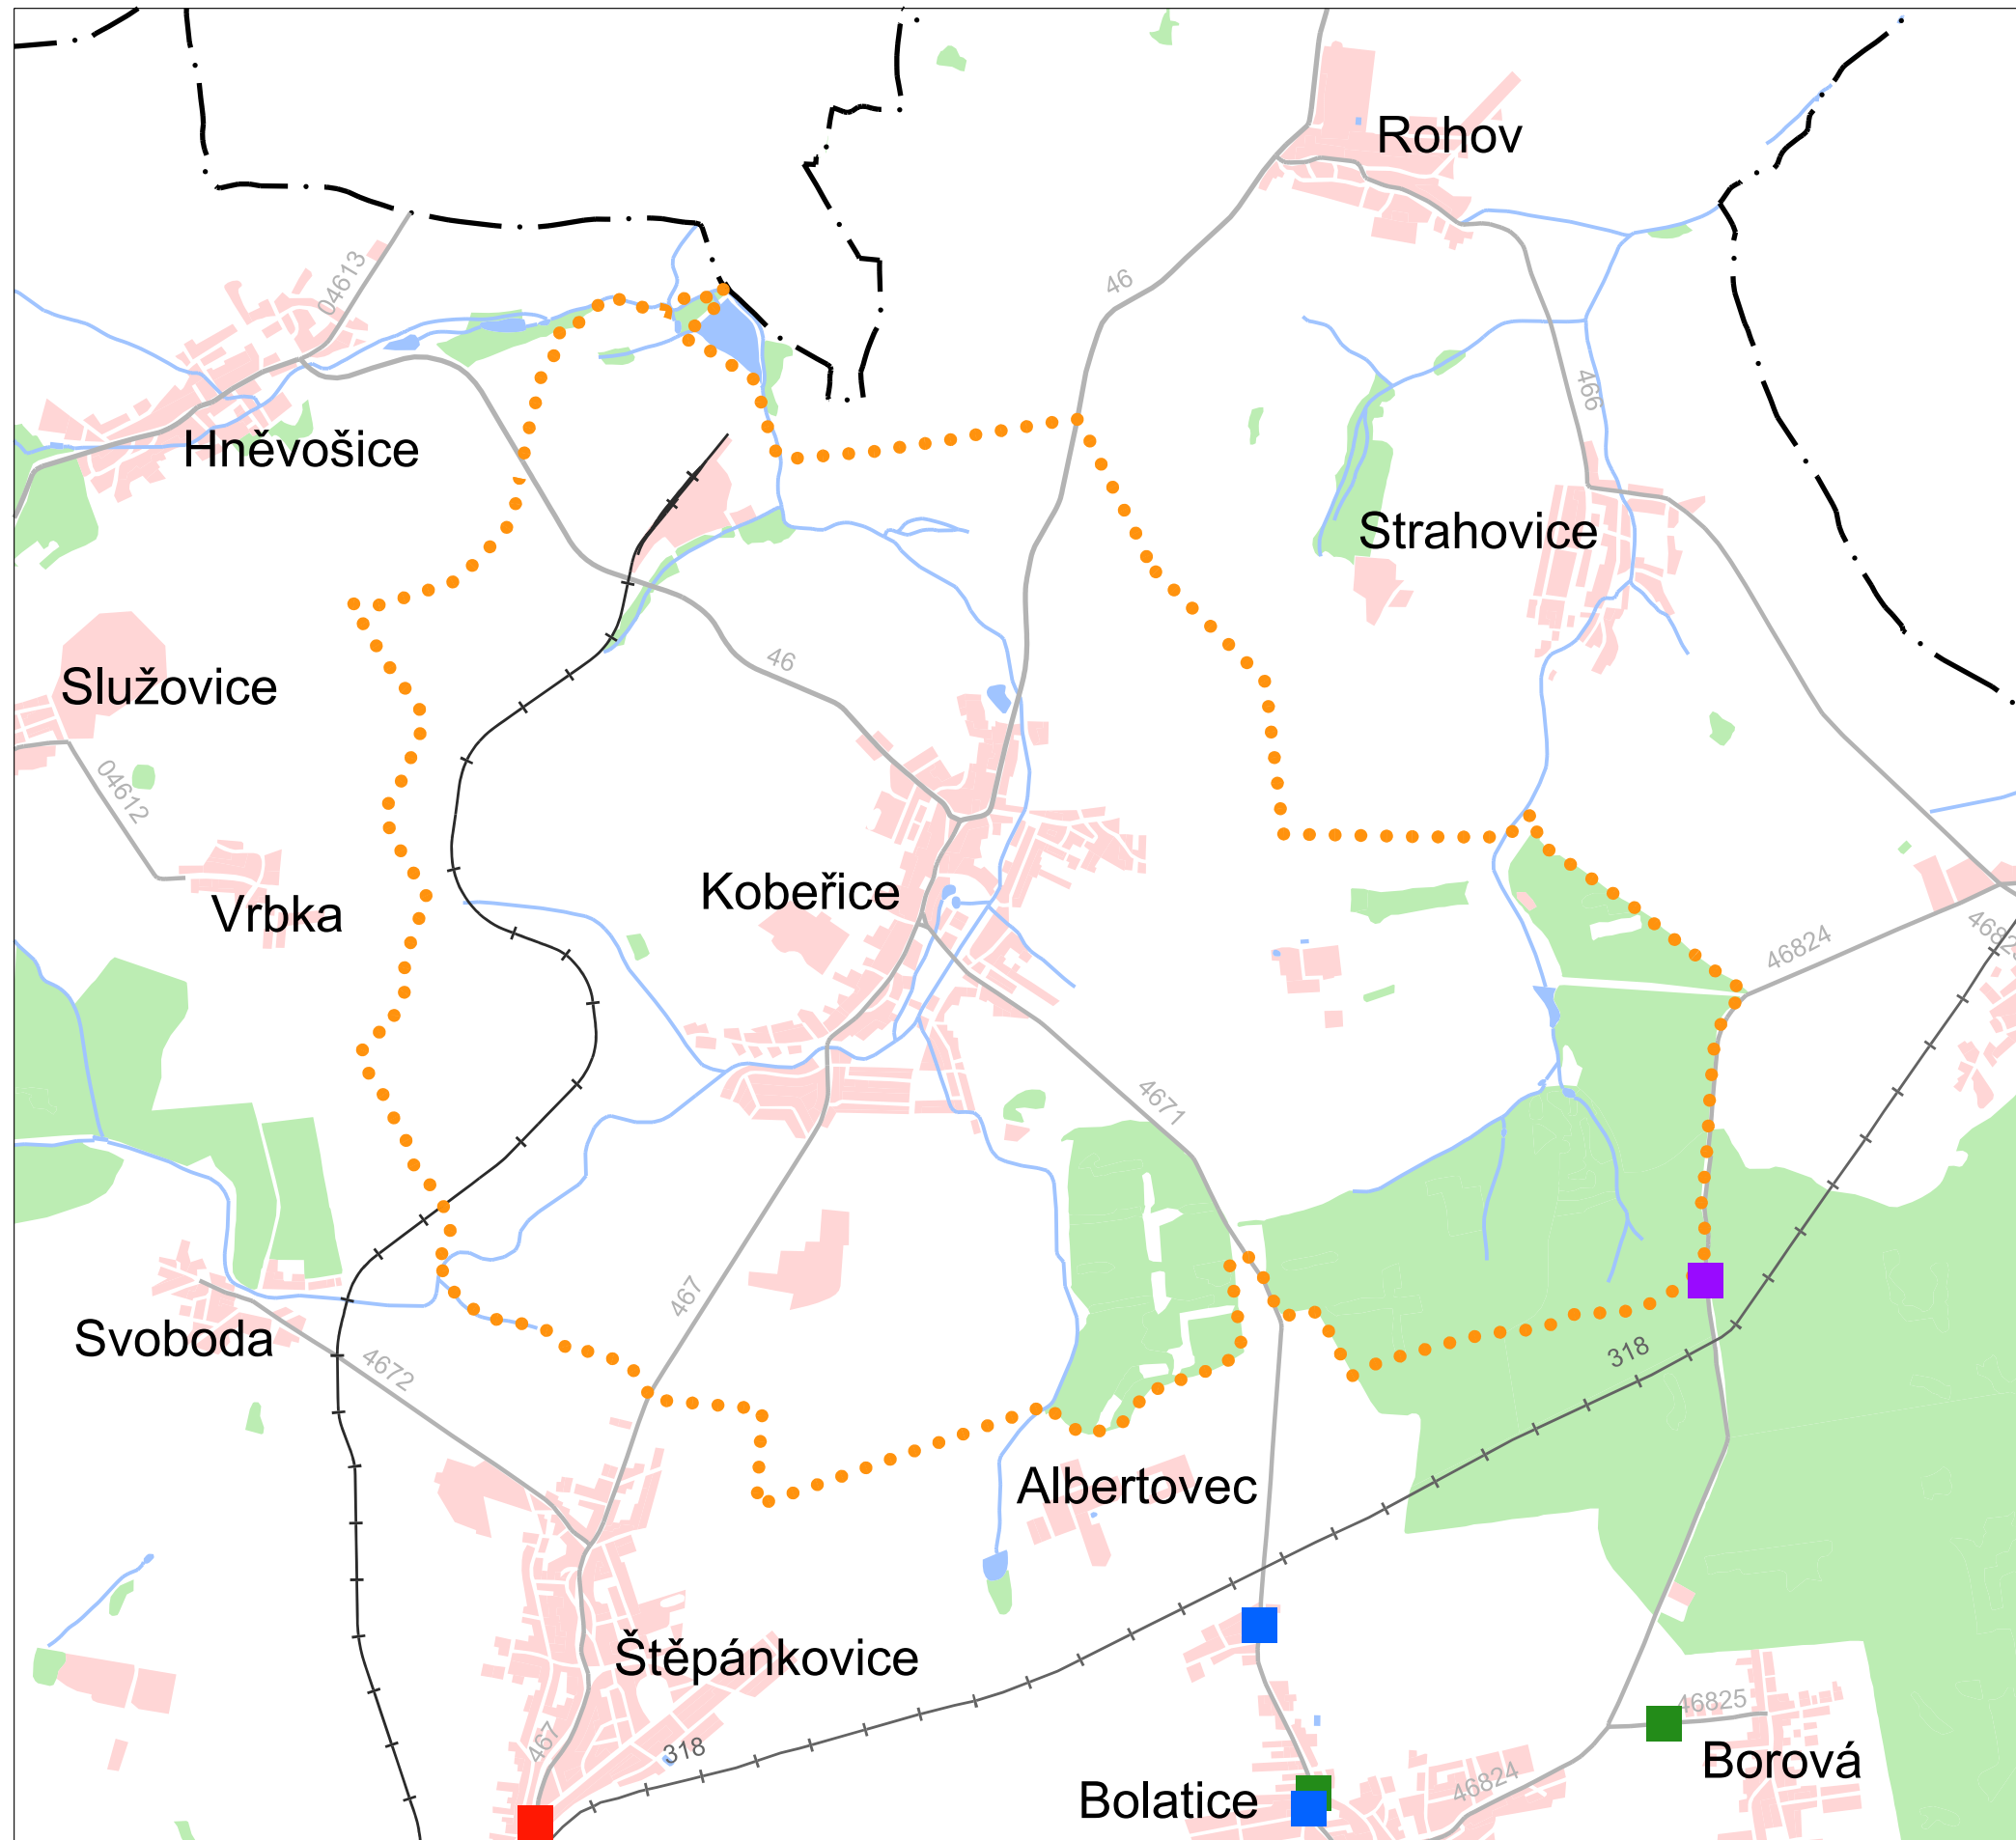 Rohov
04613
46
Hněvošice
466
Strahovice
46
Služovice
04612
Kobeřice
Vrbka
46824
4671
467
Svoboda
4672
318
Albertovec
Štěpánkovice
46825
467
318
Borová
46824
Bolatice